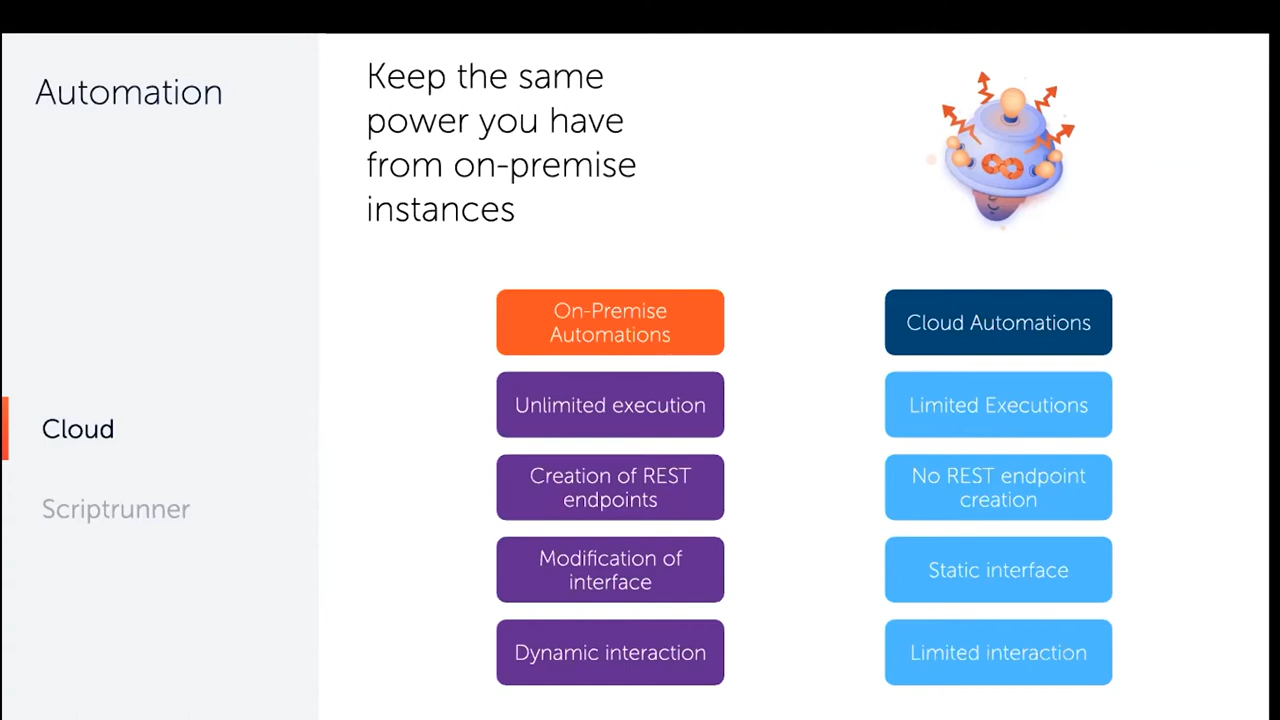 Automation
Cloud
Scriptrunner
Keep the same
power you have
from on-premise
instances
On-Premise
Automations
Cloud Automations
Unlimited execution
Limited Executions
Creation of REST
endpoints
No REST endpoint
creation
Modification of
interface
Static interface
Dynamic interaction
Limited interaction